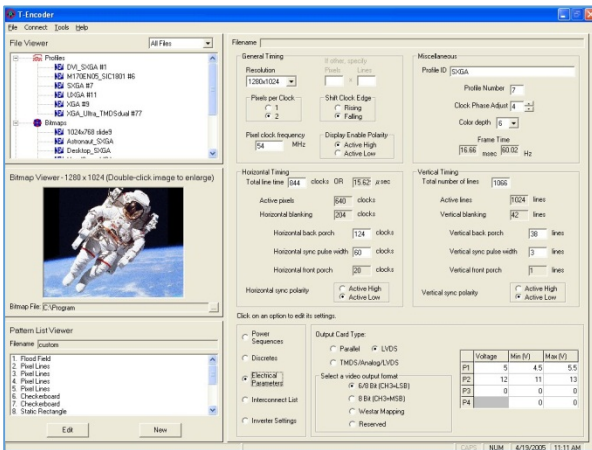 T-Encoder
File Connect Tools Help
File Viewer
All Files
Profiles
DVI_SXGA #1
M170EN05_SIC1801 #6
SXGA #7
UXGA #11
XGA #9
XGA_Ultra_TMDSdual #77
Bitmaps
1024x768 slide9
Astronaut_SXGA
Desktop_SXGA
Bitmap Viewer - 1280 x 1024 (Double-click image to enlarge)
Bitmap File: C:\Program
...
Pattern List Viewer
Filename custom
1. Flood Field
2. Pixel Lines
3. Pixel Lines
4. Pixel Lines
5. Pixel Lines
6. Checkerboard
7. Checkerboard
8. Static Rectangle
Edit New
Filename
General Timing
If other, specify
Resolution Pixels Lines
1280x1024 x
Pixels per Clock
1
2
Shift Clock Edge
Rising
Falling
Pixel clock frequency
54 MHz
Display Enable Polarity
Active High
Active Low
Miscellaneous
Profile ID SXGA
Profile Number 7
Clock Phase Adjust 4
Color depth 6
Frame Time
16.66 msec 60.02 Hz
Horizontal Timing
Total line time 844 clocks OR 15.62 µsec
Active pixels 640 clocks
Horizontal blanking 204 clocks
Horizontal back porch 124 clocks
Horizontal sync pulse width 60 clocks
Horizontal front porch 20 clocks
Horizontal sync polarity
Active High
Active Low
Vertical Timing
Total number of lines 1066
Active lines 1024 lines
Vertical blanking 42 lines
Vertical back porch 38 lines
Vertical sync pulse width 3 lines
Vertical front porch 1 lines
Vertical sync polarity
Active High
Active Low
Click on an option to edit its settings.
Power
Sequences
Discretes
Electrical
Parameters
Interconnect List
Inverter Settings
Output Card Type:
Parallel LVDS
TMDS/Analog/LVDS
Select a video output format
6/8 Bit (CH3=LSB)
8 Bit (CH3=MSB)
Westar Mapping
Reserved
Voltage Min (V) Max (V)
P1 5 4.5 5.5
P2 12 11 13
P3 0 0 0
P4 0 0
CAPS NUM 4/19/2005 11:11 AM